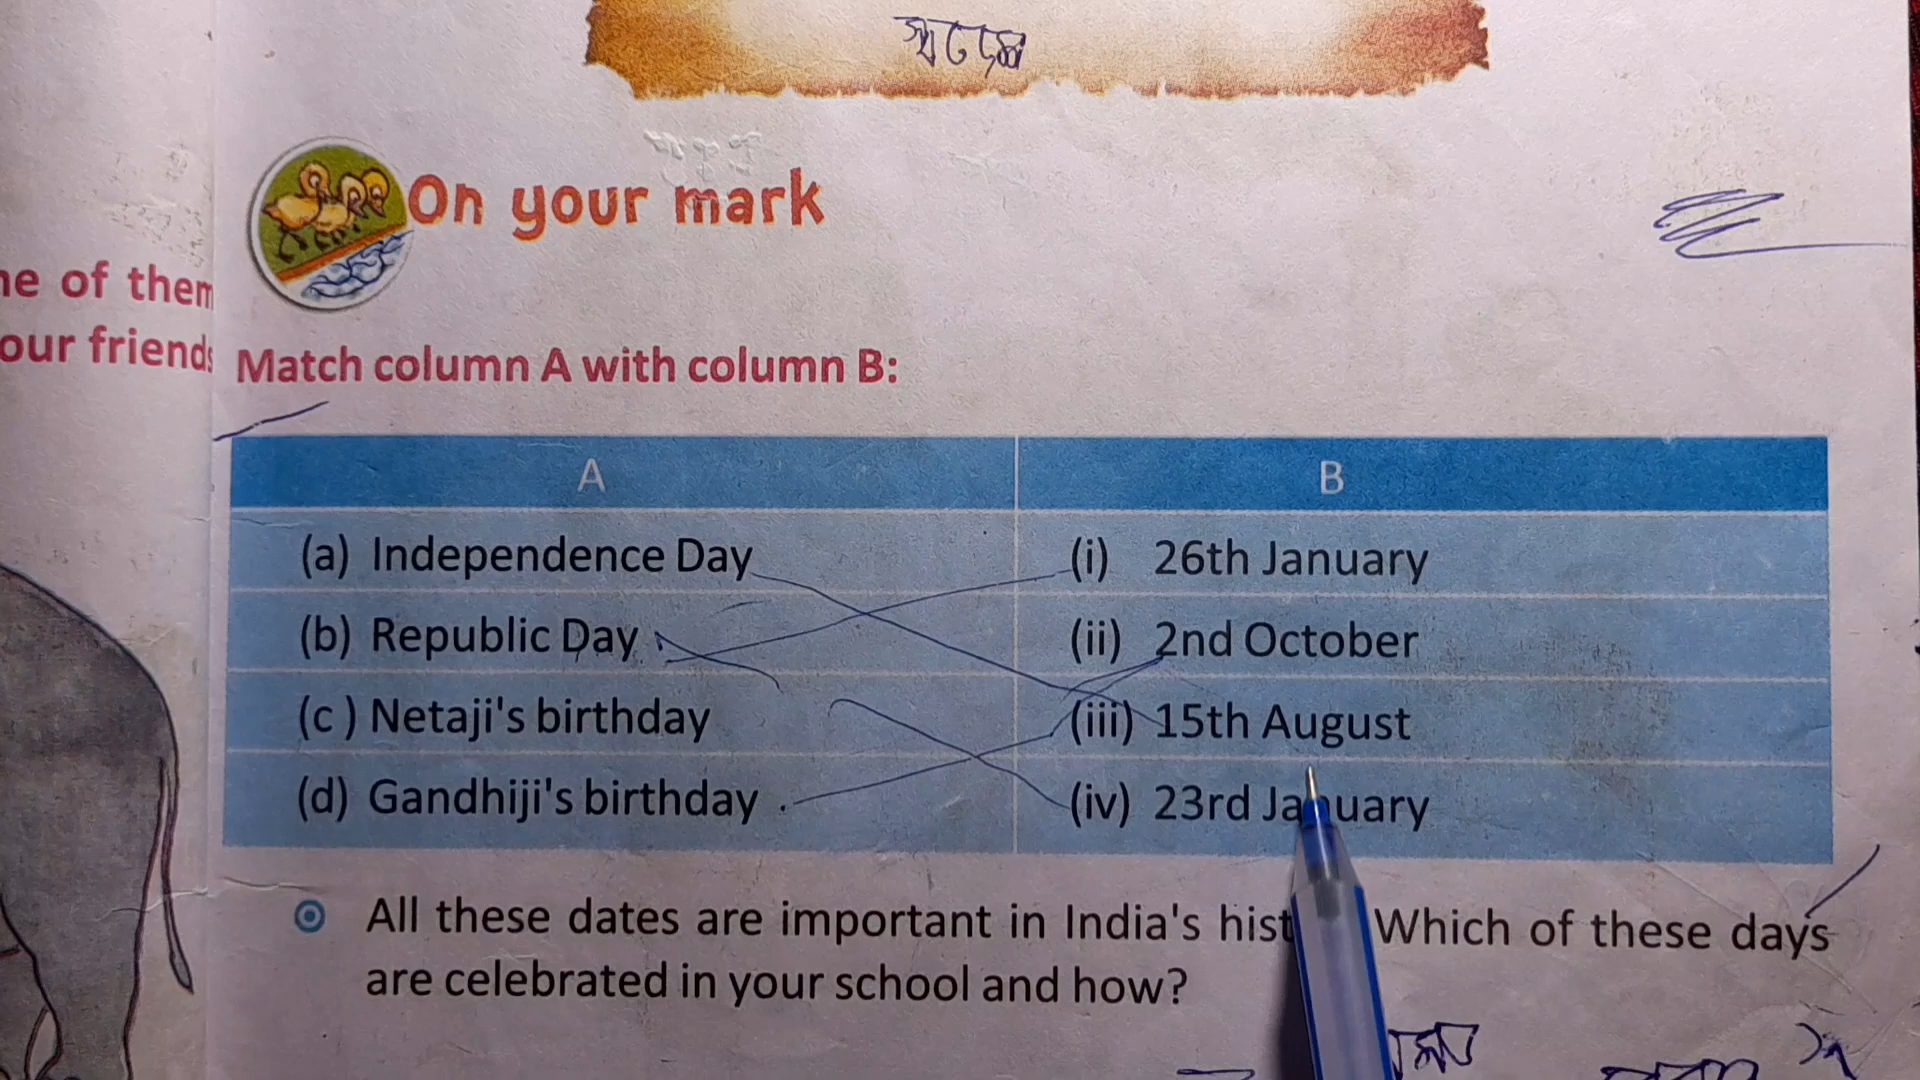 On your mark
ne of them
our friends
Match column A with column B:
A B
(a) Independence Day (i) 26th January
(b) Republic Day (ii) 2nd October
(c ) Netaji's birthday (iii) 15th August
(d) Gandhiji's birthday . (iv) 23rd January
All these dates are important in India's hist Which of these days
are celebrated in your school and how?